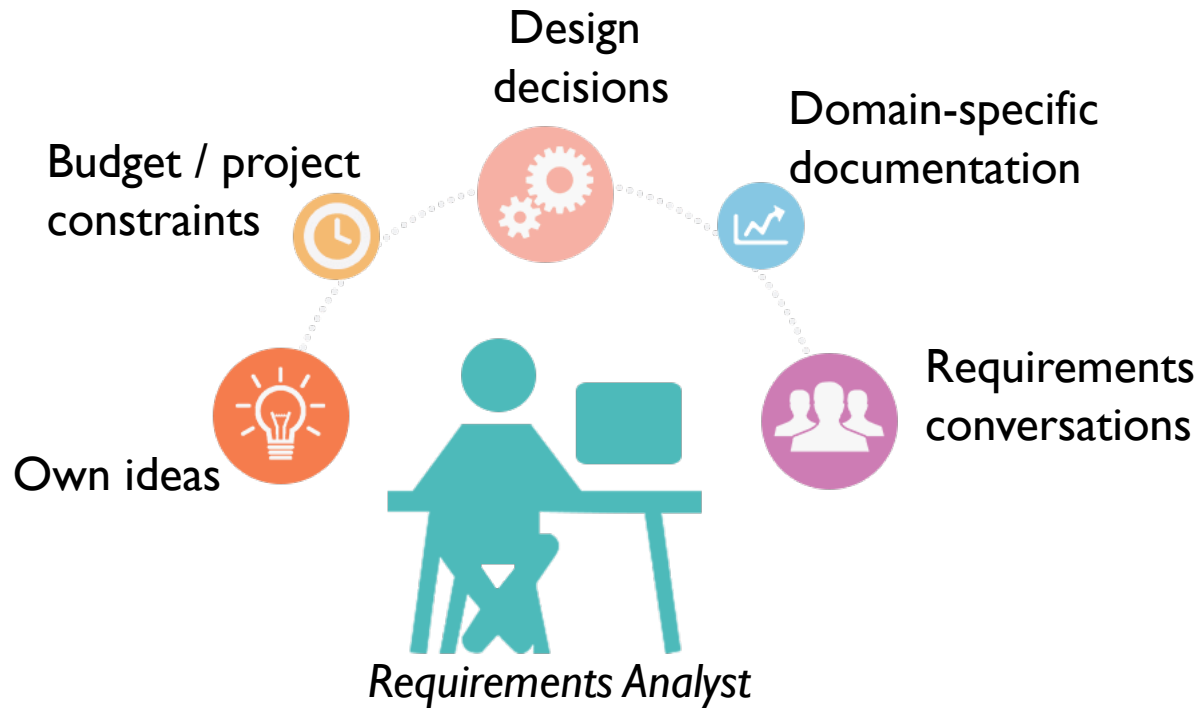 Design
decisions
Domain-specific
documentation
Budget / project
constraints
Requirements
conversations
Own ideas
Requirements Analyst